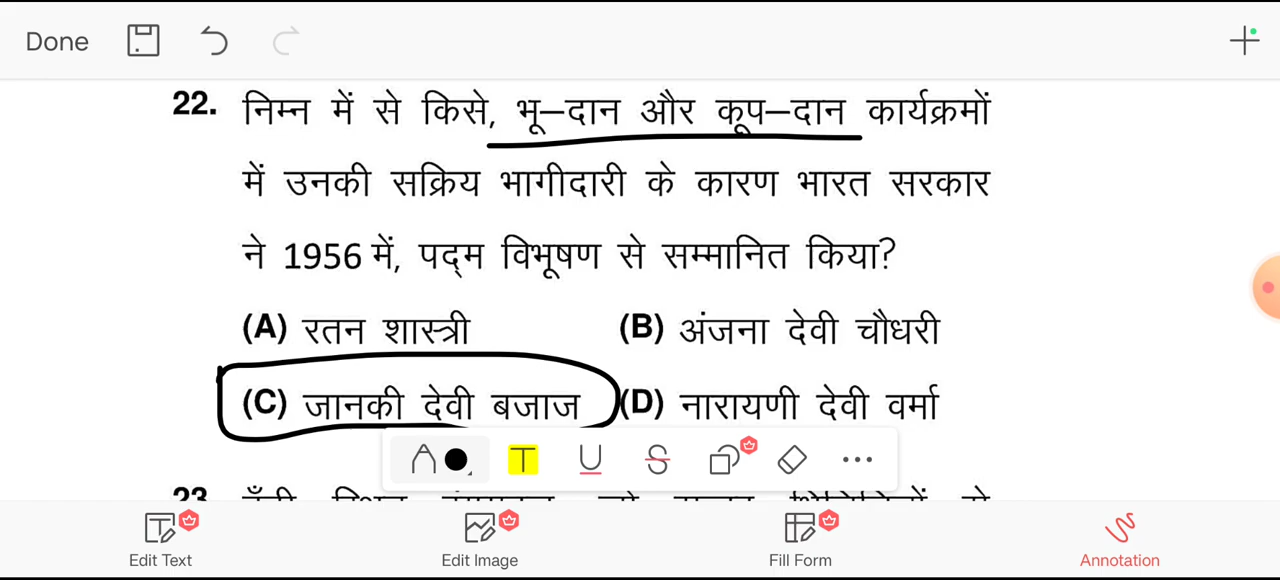 Done
22. निम्न में से किसे, भू–दान और कूप–दान कार्यक्रमों
में उनकी सक्रिय भागीदारी के कारण भारत सरकार
ने 1956 में, पद्म विभूषण से सम्मानित किया?
(A) रतन शास्त्री (B) अंजना देवी चौधरी
(C) जानकी देवी बजाज (D) नारायणी देवी वर्मा
T U S
23
Edit Text Edit Image Fill Form Annotation